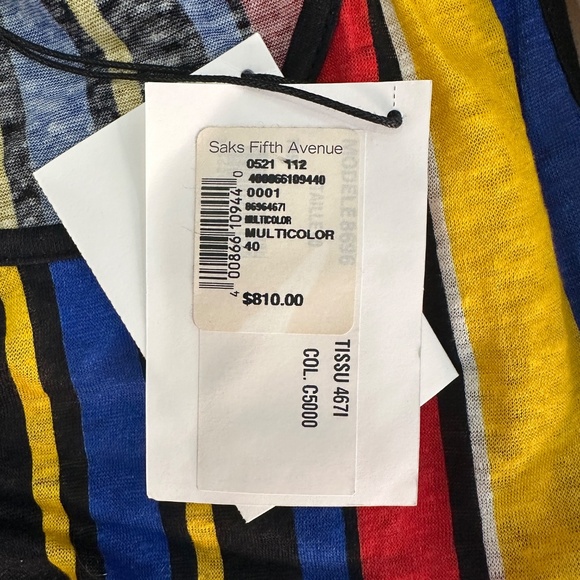 Saks Fifth Avenue
0521 112
400866109440
0001
86964671
MULTICOLOR
MULTICOLOR
40
4 00866 10944 0
$810.00
MODELE 8696
TISSU 4671
COL. C5000